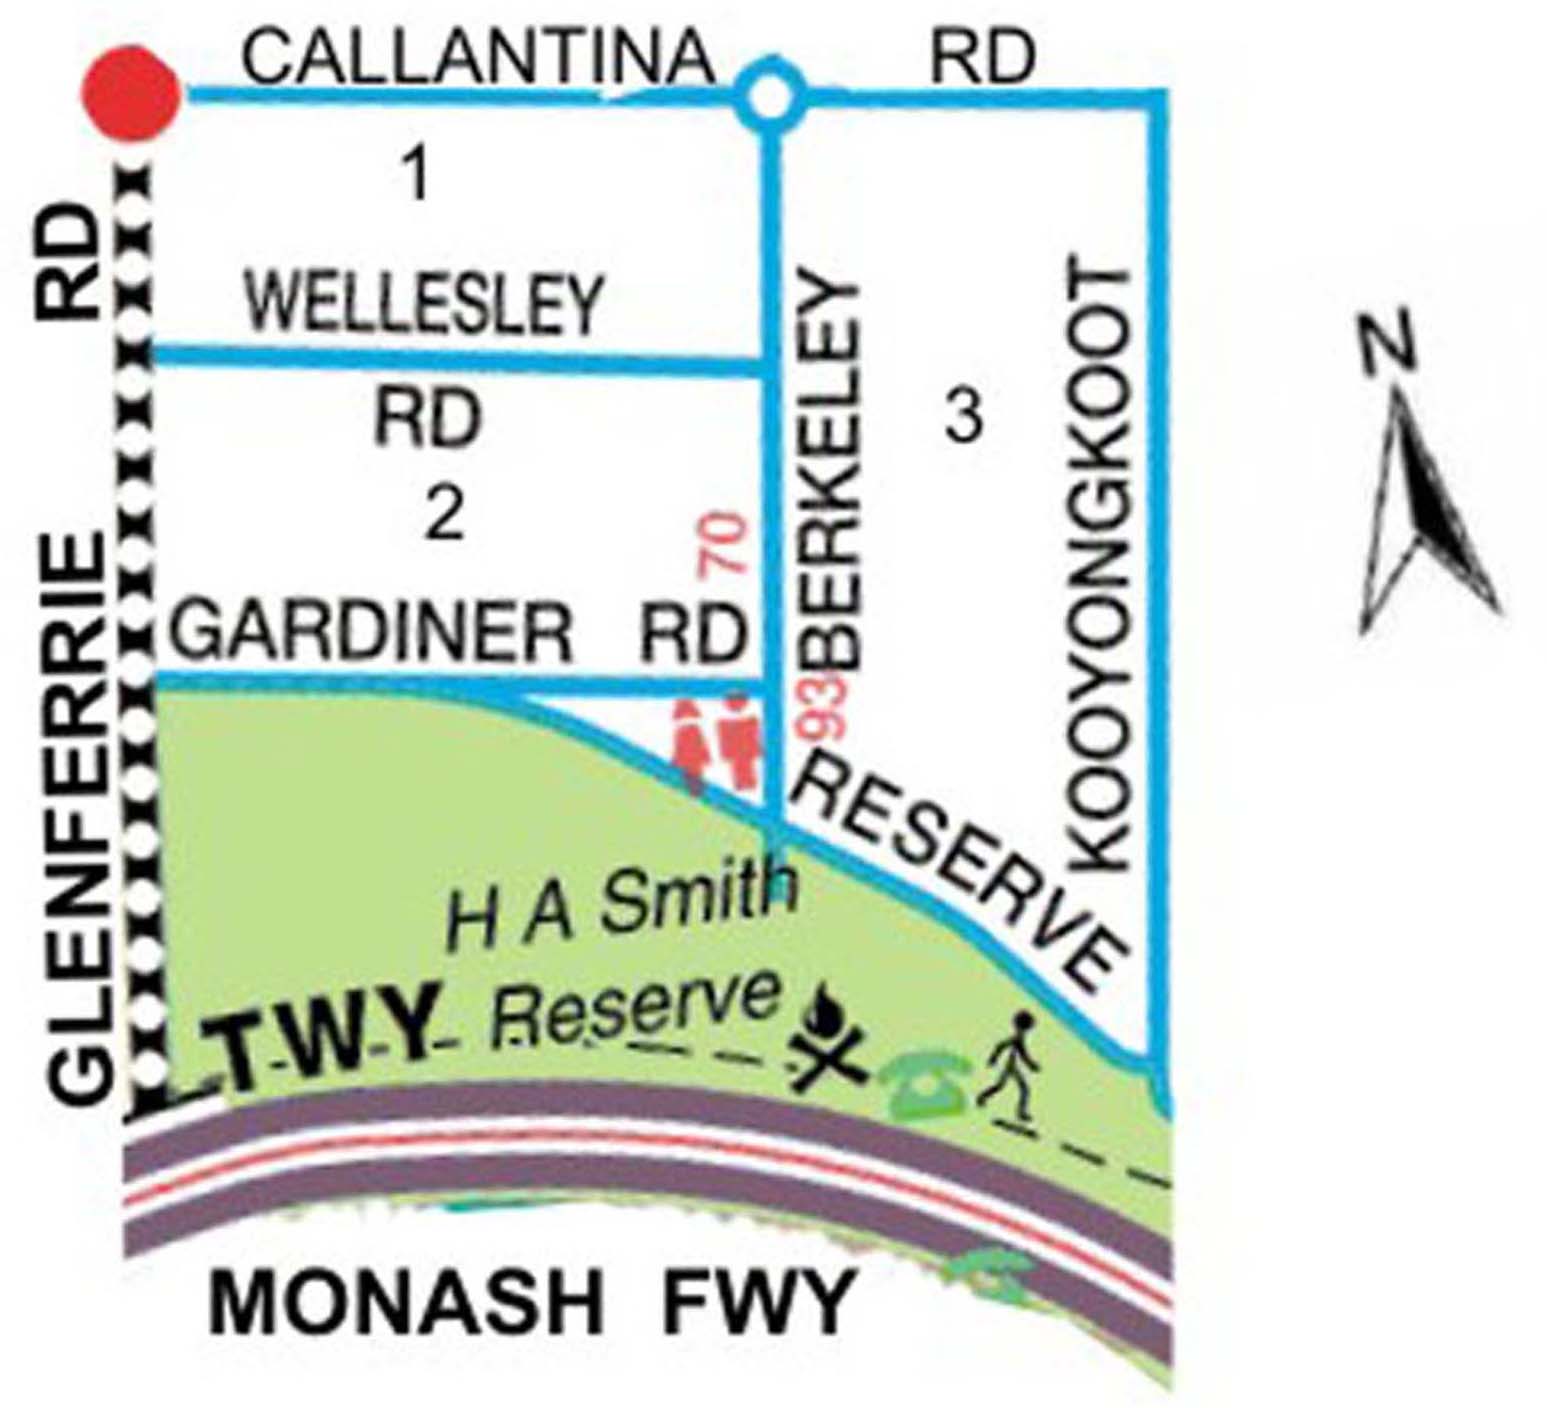 CALLANTINA RD
1
WELLESLEY
RD
2
70
GARDINER RD
GLENFERRIE RD
BERKELEY
93
3
KOOYONGKOOT
RESERVE
N
H A Smith
Reserve
TWY
MONASH FWY